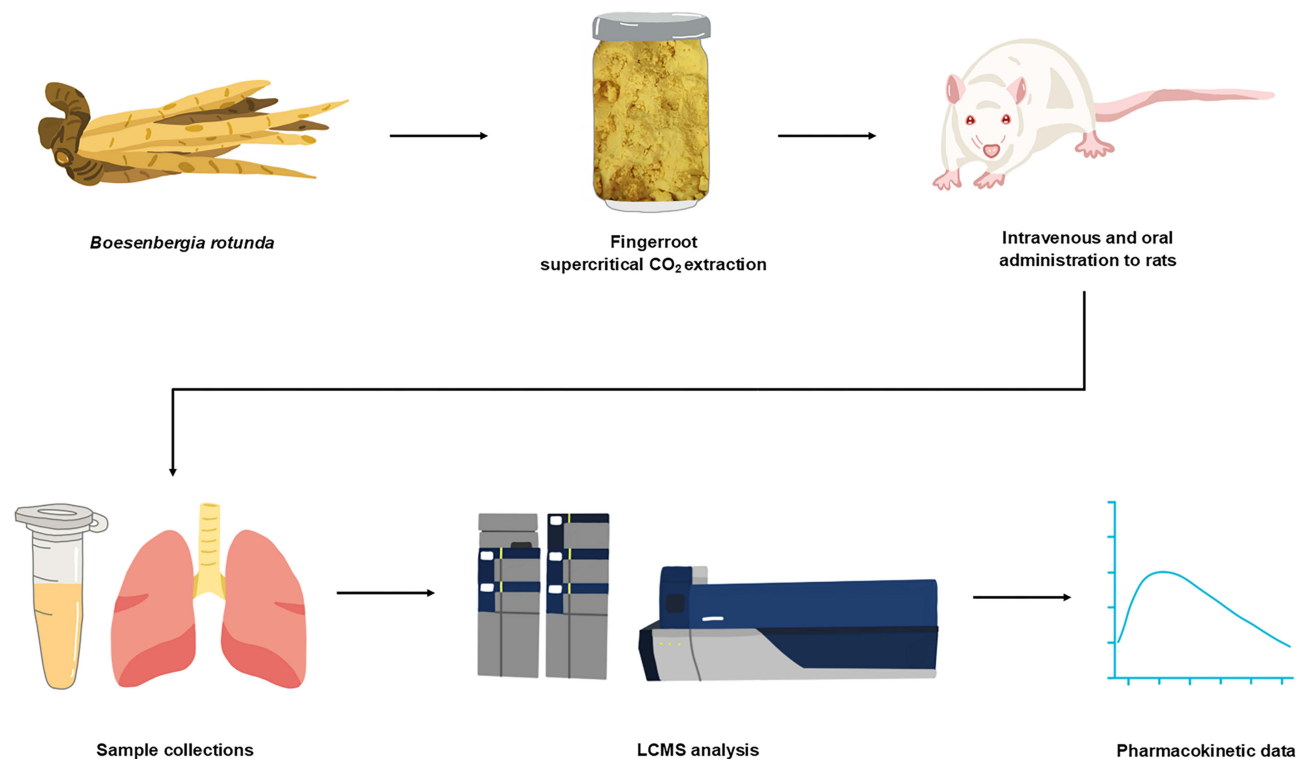 Boesenbergia rotunda
Fingerroot
supercritical CO₂ extraction
Intravenous and oral
administration to rats
Sample collections
LCMS analysis
Pharmacokinetic data